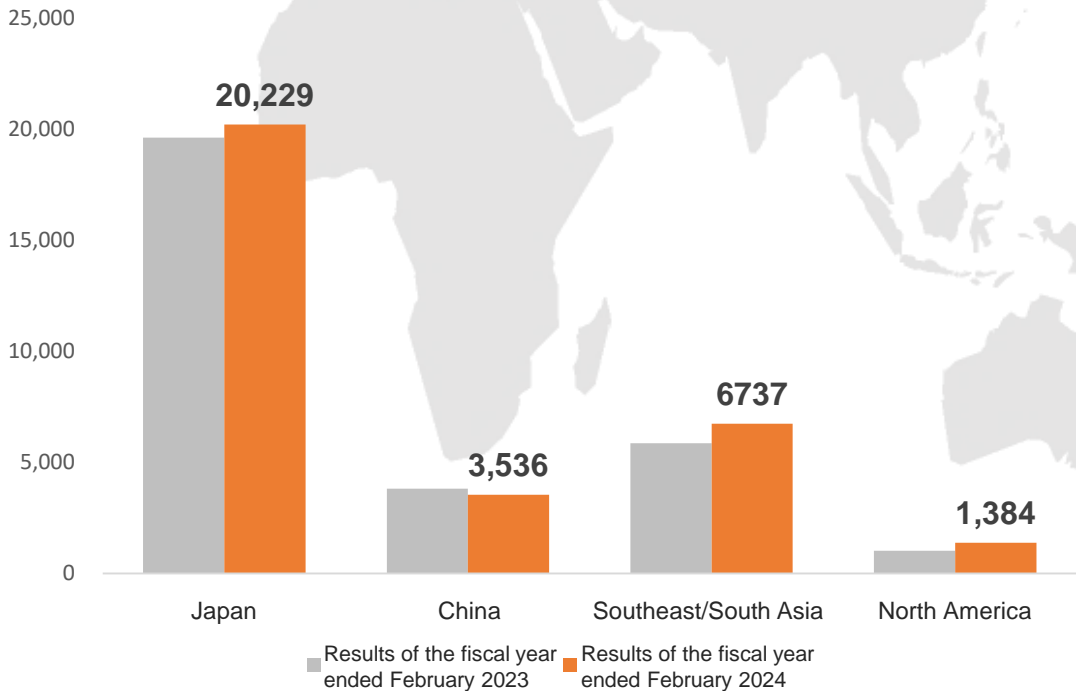 25,000
20,000
15,000
10,000
5,000
0
20,229
3,536
6737
1,384
Japan
China
Southeast/South Asia
North America
Results of the fiscal year
ended February 2023
Results of the fiscal year
ended February 2024